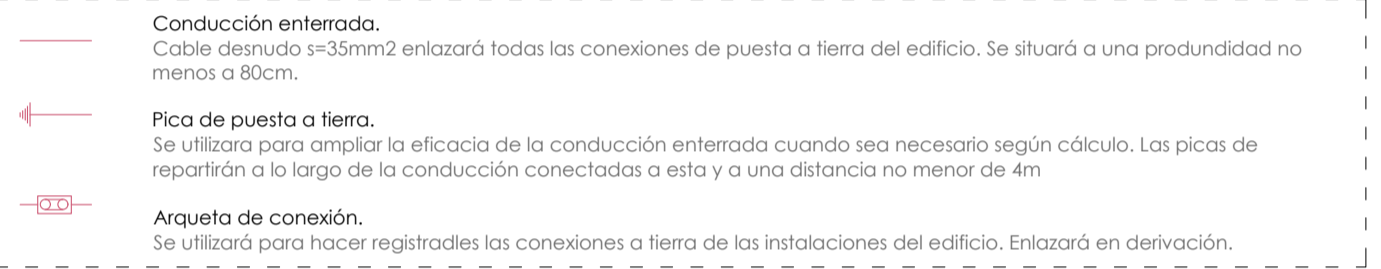 Conducción enterrada.
Cable desnudo s=35mm2 enlazará todas las conexiones de puesta a tierra del edificio. Se situará a una produndidad no
menos a 80cm.
Pica de puesta a tierra.
Se utilizara para ampliar la eficacia de la conducción enterrada cuando sea necesario según cálculo. Las picas de
repartirán a lo largo de la conducción conectadas a esta y a una distancia no menor de 4m
Arqueta de conexión.
Se utilizará para hacer registradles las conexiones a tierra de las instalaciones del edificio. Enlazará en derivación.